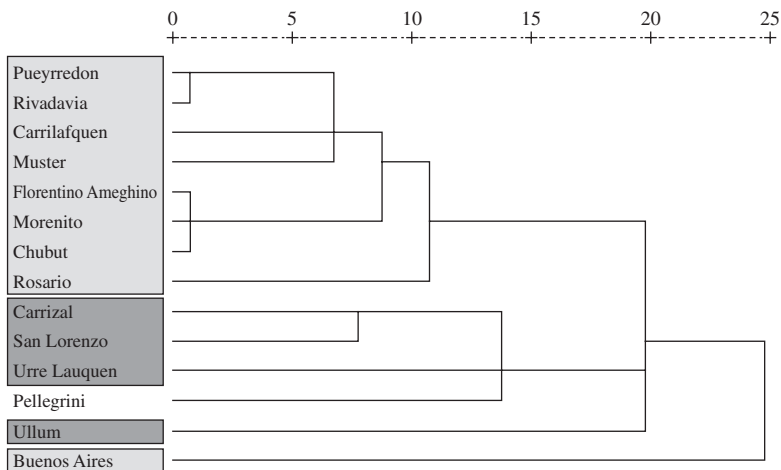 0 5 10 15 20 25
Pueyrredon
Rivadavia
Carrilafquen
Muster
Florentino Ameghino
Morenito
Chubut
Rosario
Carrizal
San Lorenzo
Urre Lauquen
Pellegrini
Ullum
Buenos Aires